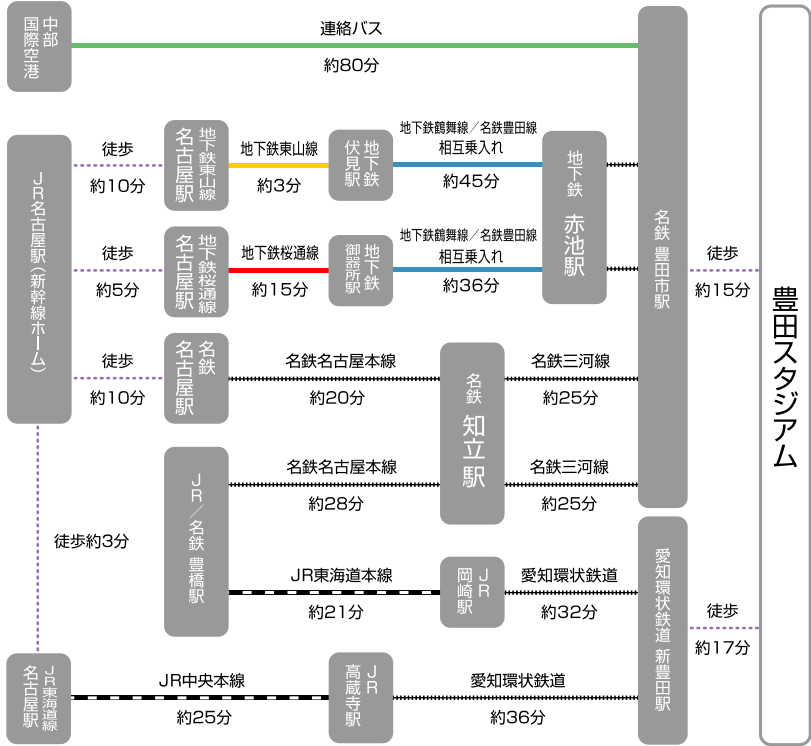 中部
国際空港
連絡バス
約80分
JR名古屋駅（新幹線ホーム）
徒歩
約10分
地下鉄東山線
名古屋駅
地下鉄東山線
約3分
地下鉄
伏見駅
地下鉄鶴舞線／名鉄豊田線
相互乗入れ
約45分
地下鉄 赤池駅
徒歩
約5分
地下鉄桜通線
名古屋駅
地下鉄桜通線
約15分
地下鉄
御器所駅
地下鉄鶴舞線／名鉄豊田線
相互乗入れ
約36分
名鉄 豊田市駅
徒歩
約15分
豊田スタジアム
徒歩
約10分
名鉄
名古屋駅
名鉄名古屋本線
約20分
名鉄 知立駅
名鉄三河線
約25分
JR／名鉄 豊橋駅
名鉄名古屋本線
約28分
名鉄三河線
約25分
徒歩約3分
JR東海道本線
約21分
JR
岡崎駅
愛知環状鉄道
約32分
愛知環状鉄道 新豊田駅
徒歩
約17分
JR東海道線
名古屋駅
JR中央本線
約25分
JR
高蔵寺駅
愛知環状鉄道
約36分